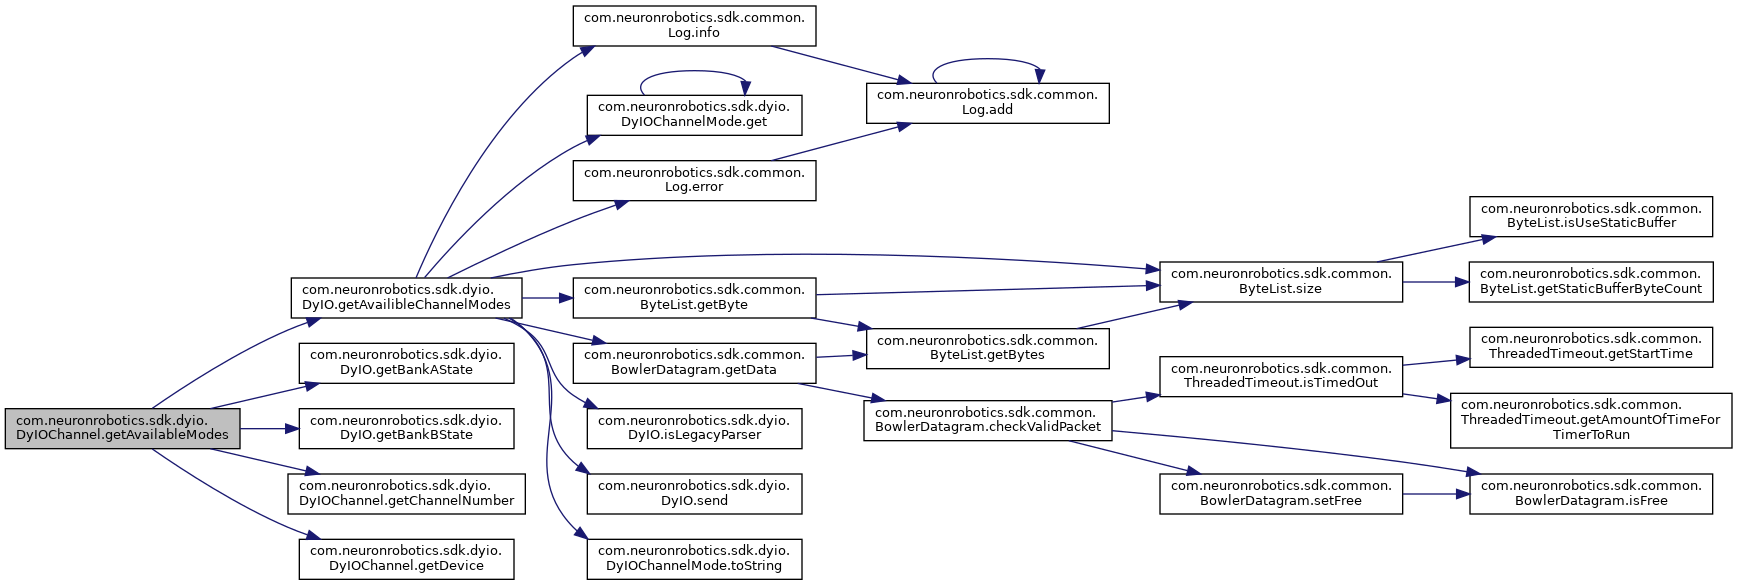 com.neuronrobotics.sdk.dyio.
DyIOChannel.getAvailableModes
com.neuronrobotics.sdk.dyio.
DyIO.getAvailibleChannelModes
com.neuronrobotics.sdk.dyio.
DyIO.getBankAState
com.neuronrobotics.sdk.dyio.
DyIO.getBankBState
com.neuronrobotics.sdk.dyio.
DyIOChannel.getChannelNumber
com.neuronrobotics.sdk.dyio.
DyIOChannel.getDevice
com.neuronrobotics.sdk.common.
Log.info
com.neuronrobotics.sdk.dyio.
DyIOChannelMode.get
com.neuronrobotics.sdk.common.
Log.error
com.neuronrobotics.sdk.common.
ByteList.getByte
com.neuronrobotics.sdk.common.
BowlerDatagram.getData
com.neuronrobotics.sdk.dyio.
DyIO.isLegacyParser
com.neuronrobotics.sdk.dyio.
DyIO.send
com.neuronrobotics.sdk.dyio.
DyIOChannelMode.toString
com.neuronrobotics.sdk.common.
Log.add
com.neuronrobotics.sdk.common.
ByteList.getBytes
com.neuronrobotics.sdk.common.
BowlerDatagram.checkValidPacket
com.neuronrobotics.sdk.common.
ByteList.size
com.neuronrobotics.sdk.common.
ThreadedTimeout.isTimedOut
com.neuronrobotics.sdk.common.
BowlerDatagram.setFree
com.neuronrobotics.sdk.common.
ByteList.isUseStaticBuffer
com.neuronrobotics.sdk.common.
ByteList.getStaticBufferByteCount
com.neuronrobotics.sdk.common.
ThreadedTimeout.getStartTime
com.neuronrobotics.sdk.common.
ThreadedTimeout.getAmountOfTimeFor
TimerToRun
com.neuronrobotics.sdk.common.
BowlerDatagram.isFree